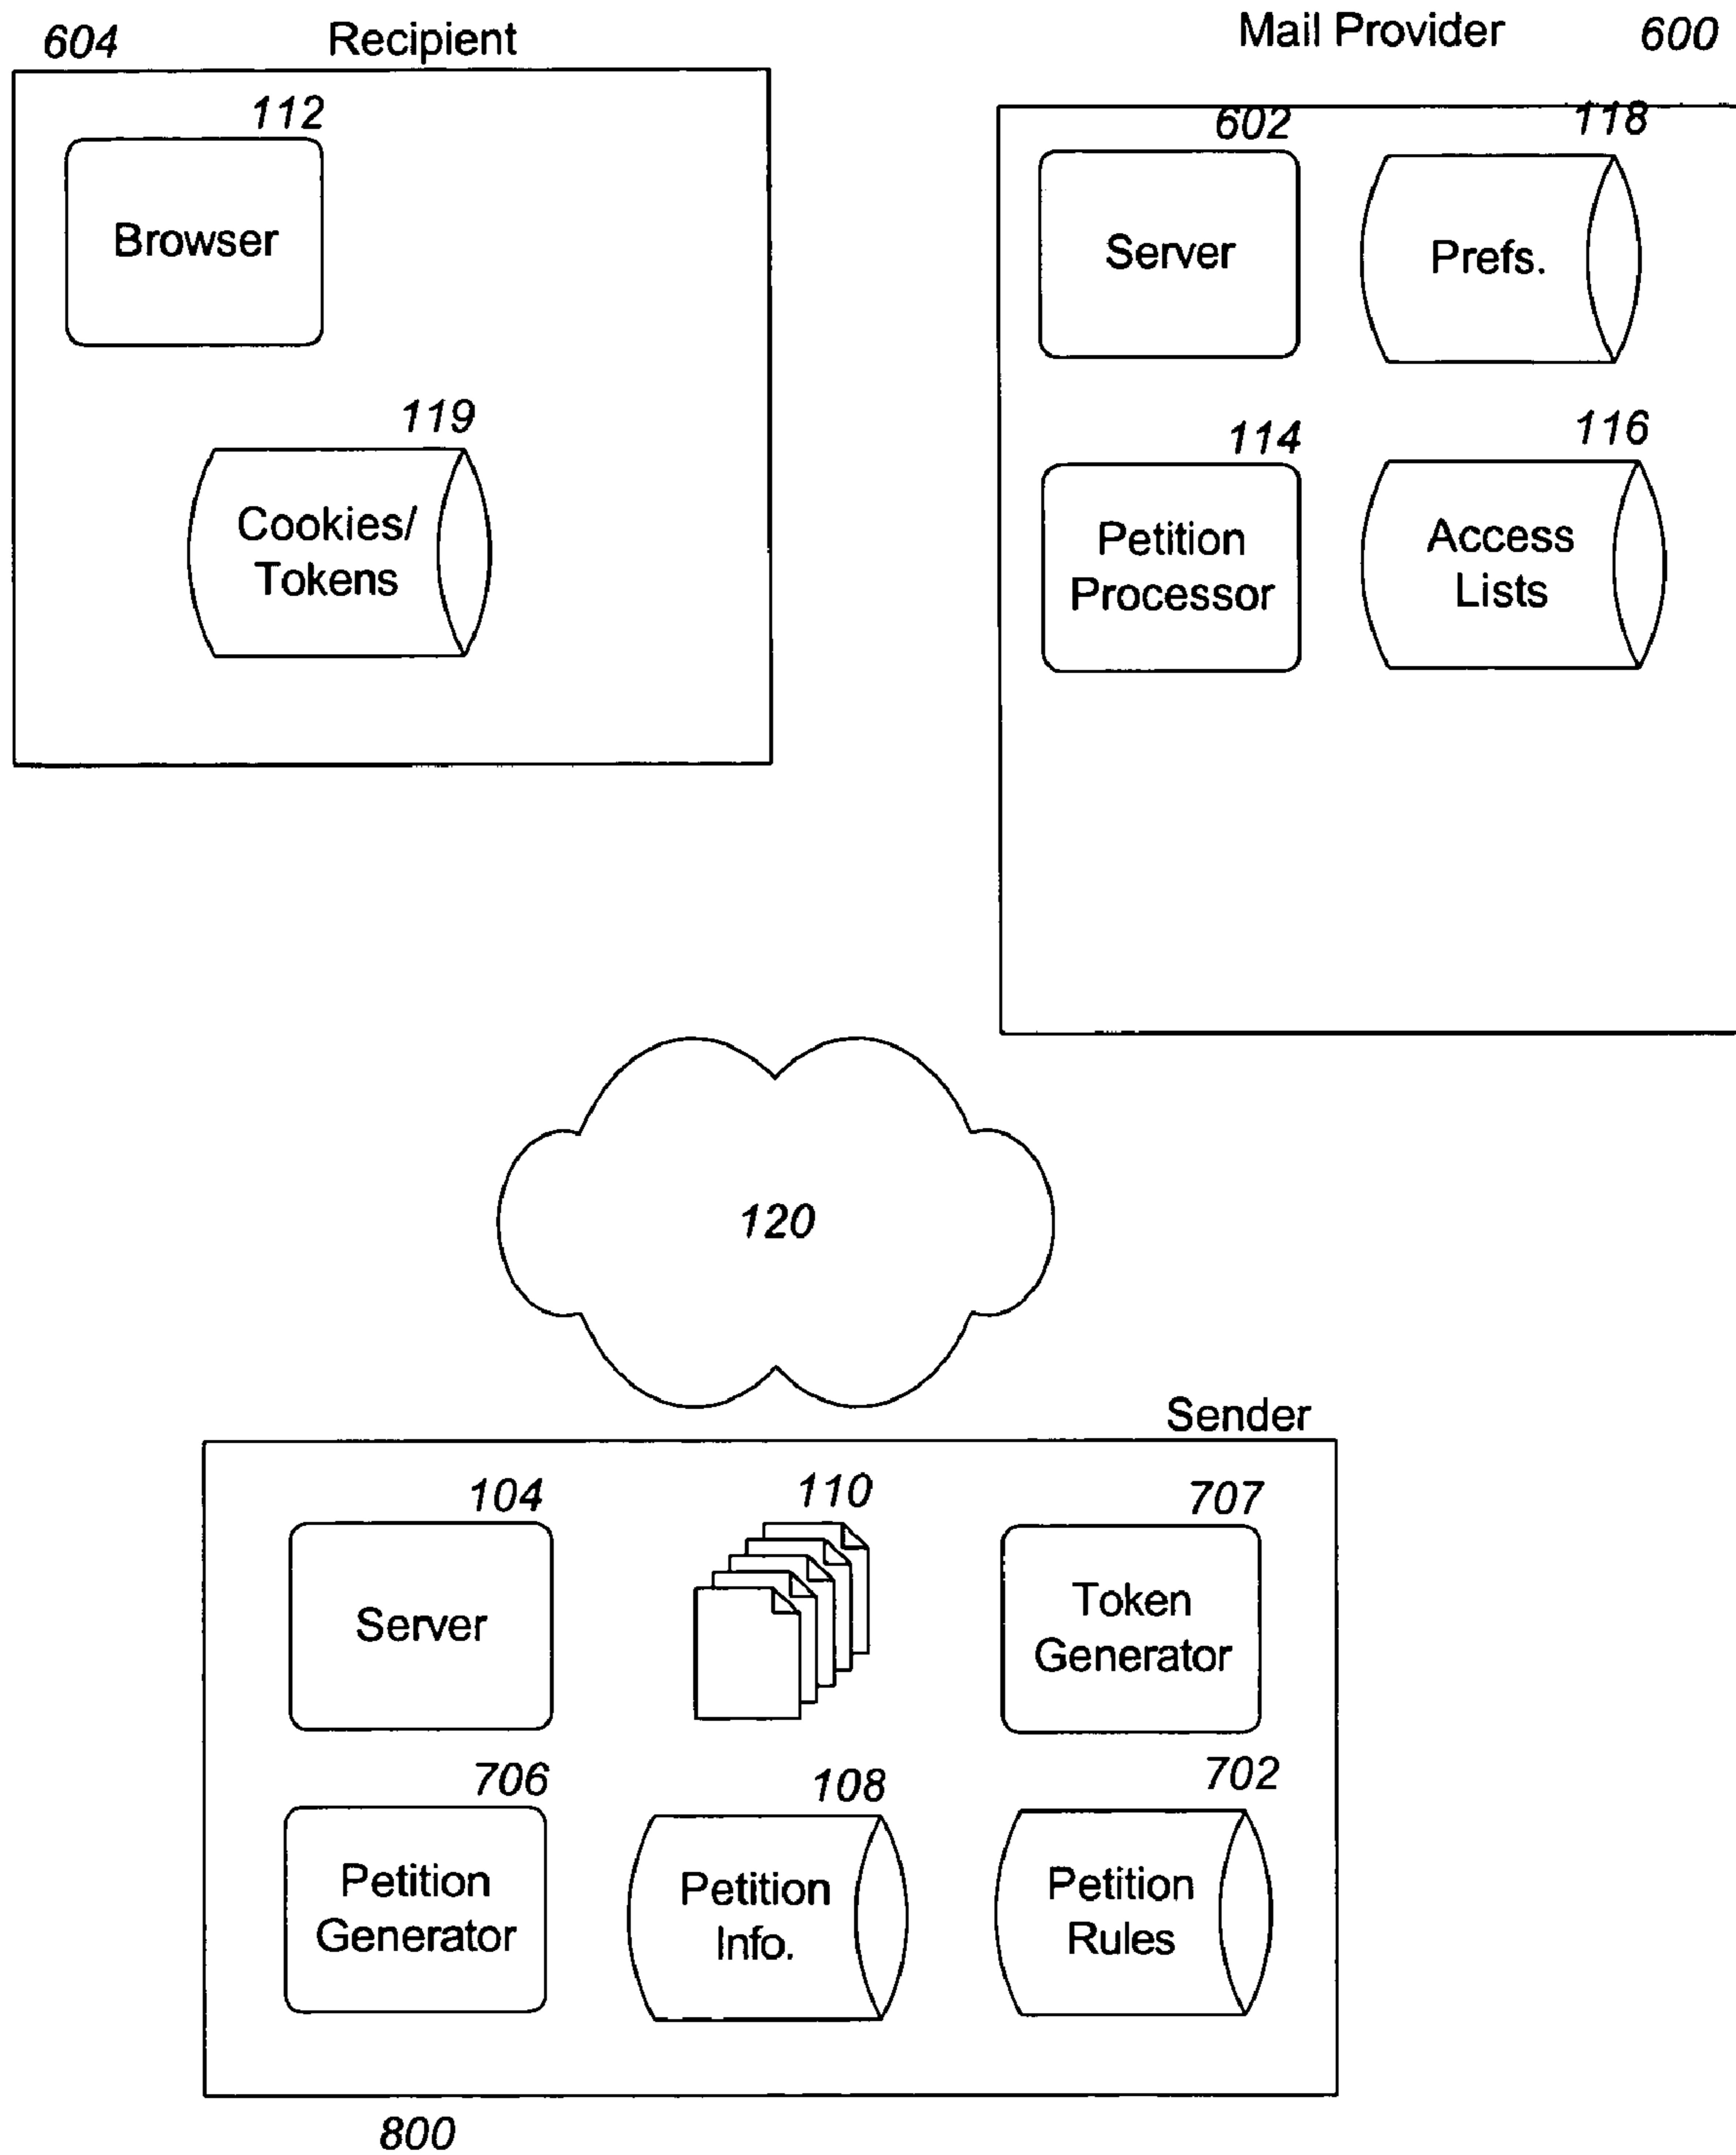 604 Recipient
Mail Provider 600
112
Browser
119
Cookies/
Tokens
602
Server
118
Prefs.
114
Petition
Processor
116
Access
Lists
120
Sender
104
Server
110
707
Token
Generator
706
Petition
Generator
108
Petition
Info.
702
Petition
Rules
800